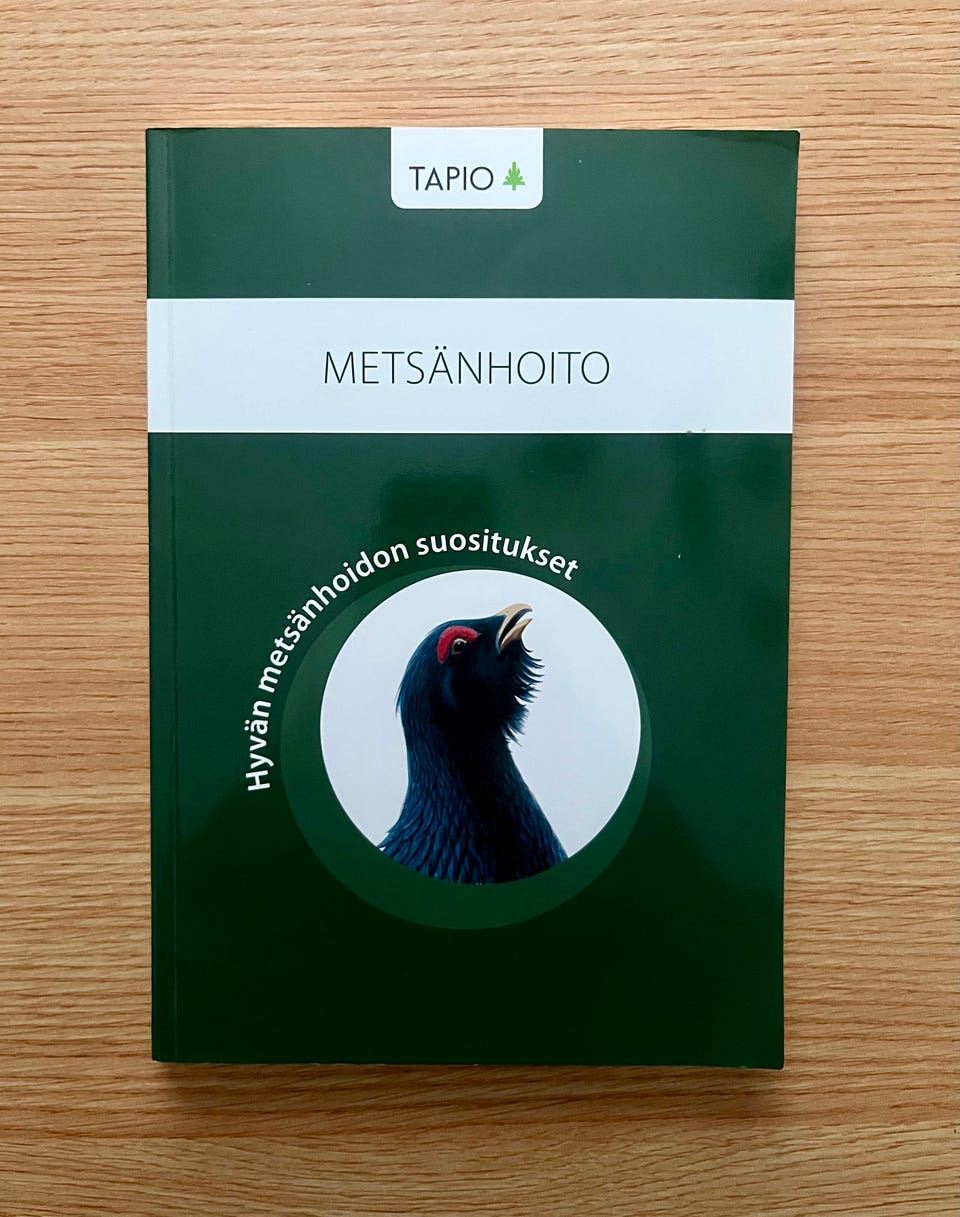 TAPIO
METSÄNHOITO
Hyvän metsänhoidon suositukset